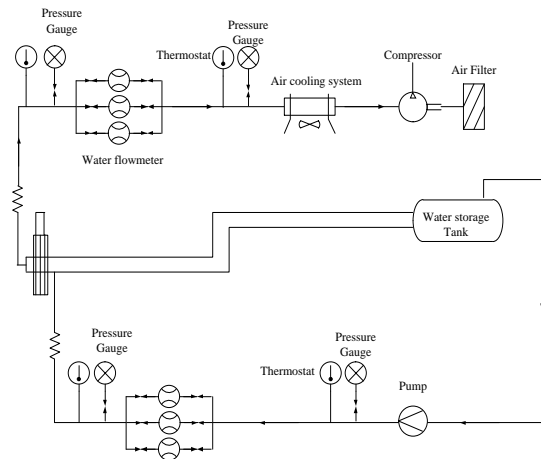 Pressure
Gauge
Thermostat
Pressure
Gauge
Compressor
Air Filter
Air cooling system
Water flowmeter
Water storage
Tank
Pressure
Gauge
Thermostat
Pressure
Gauge
Pump